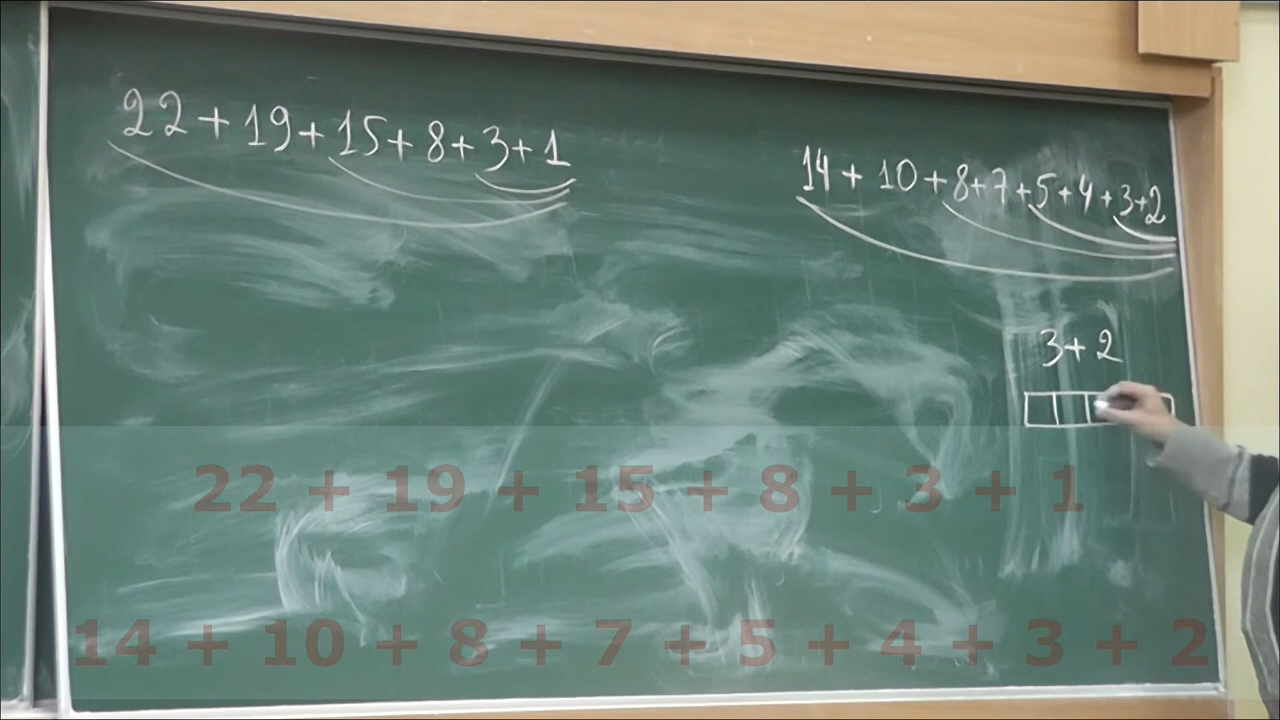 22+19+15+8+3+1
14+10+8+7+5+4+3+2
3+2
22 + 19 + 15 + 8 + 3 + 1
14 + 10 + 8 + 7 + 5 + 4 + 3 + 2